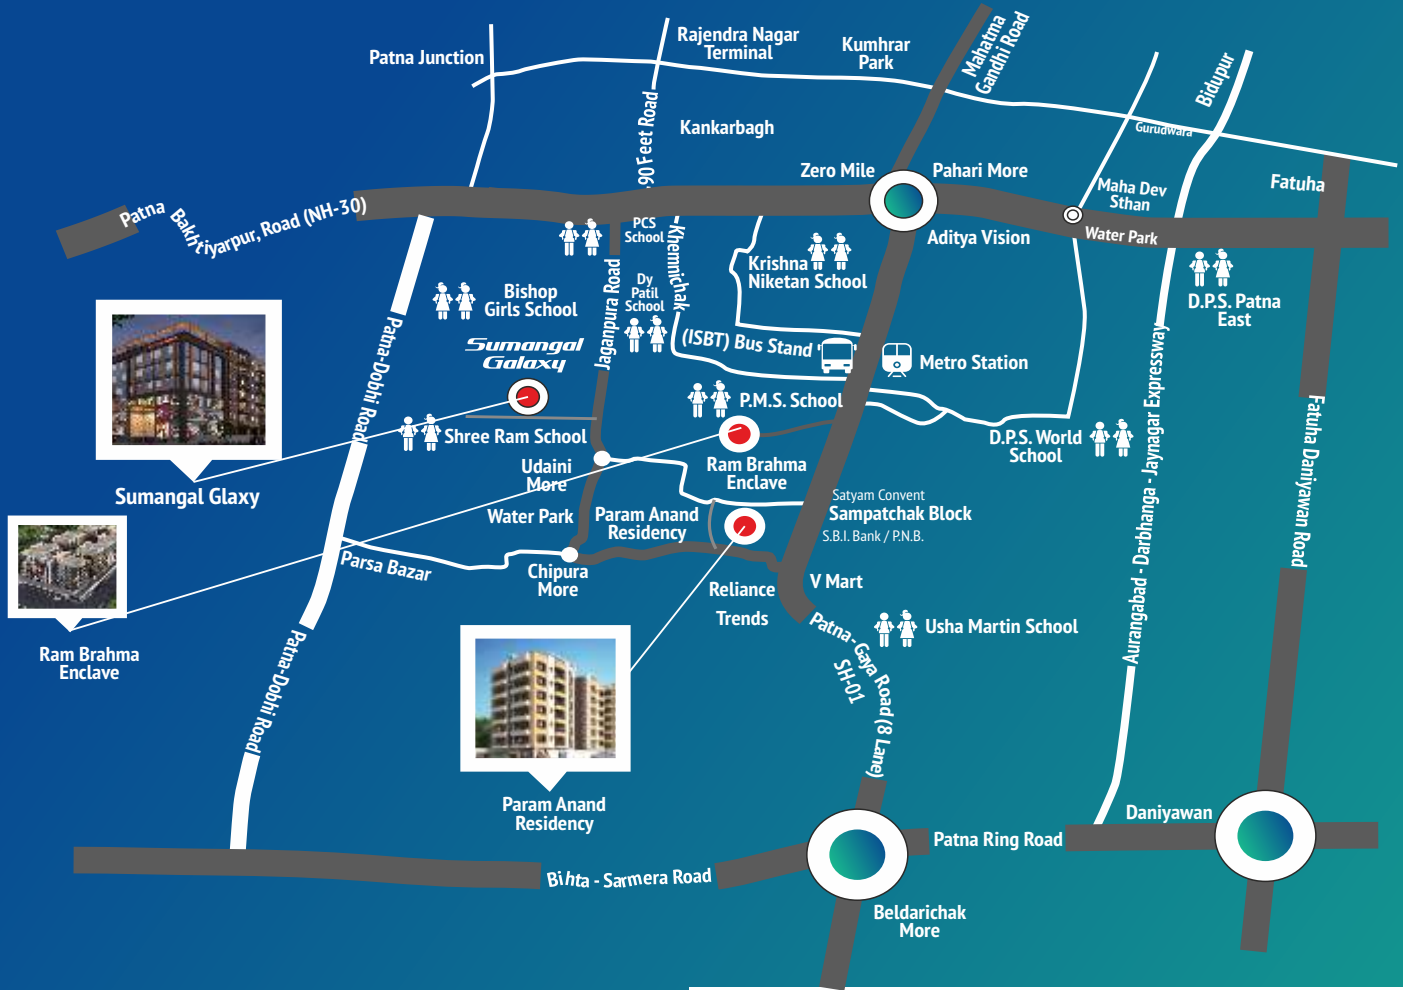 Patna Junction
Rajendra Nagar
Terminal
Kumhrar
Park
Mahatma
Gandhi Road
Bidupur
90 Feet Road
Kankarbagh
Gurudwara
Zero Mile
Pahari More
Fatuha
Maha Dev
Sthan
Patna
Bakhtiyarpur, Road (NH-30)
PCS
School
Khemnichak
Aditya Vision
Water Park
Krishna
Niketan School
Jaganpura Road
Dy
Patil
School
Bishop
Girls School
D.P.S. Patna
East
Patna-Dobhi Road
Sumangal
Galaxy
(ISBT) Bus Stand
Metro Station
P.M.S. School
Shree Ram School
D.P.S. World
School
Aurangabad - Darbhanga - Jaynagar Expressway
Fatuha Daniyawan Road
Udaini
More
Ram Brahma
Enclave
Sumangal Glaxy
Satyam Convent
Sampatchak Block
S.B.I. Bank / P.N.B.
Water Park
Param Anand
Residency
Parsa Bazar
Chipura
More
Reliance
Trends
V Mart
Patna-Gaya Road (8 Lane)
SH-01
Usha Martin School
Ram Brahma
Enclave
Patna-Dobhi Road
Param Anand
Residency
Daniyawan
Patna Ring Road
Bihta - Sarmera Road
Beldarichak
More